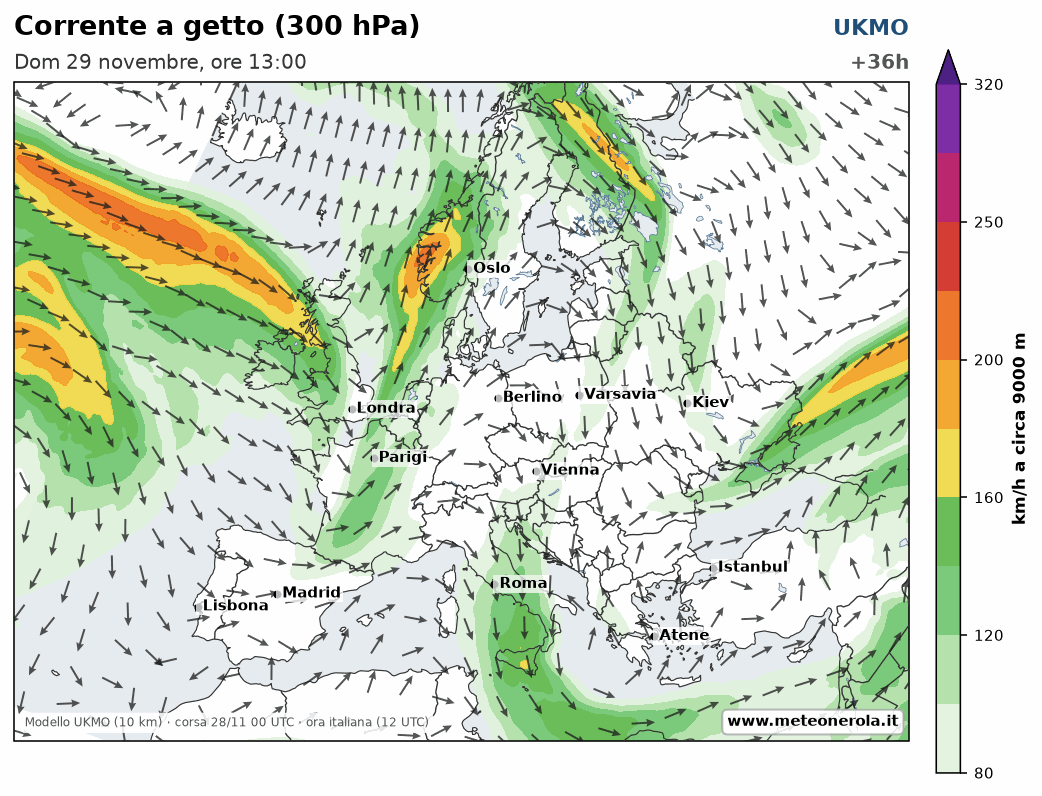 Corrente a getto (300 hPa)
UKMO
Dom 29 novembre, ore 13:00
+36h
320
250
200
160
120
80
km/h a circa 9000 m
Oslo
Berlino
Varsavia
Kiev
Londra
Parigi
Vienna
Istanbul
Roma
Madrid
Lisbona
Atene
Modello UKMO (10 km) · corsa 28/11 00 UTC · ora italiana (12 UTC)
www.meteonerola.it